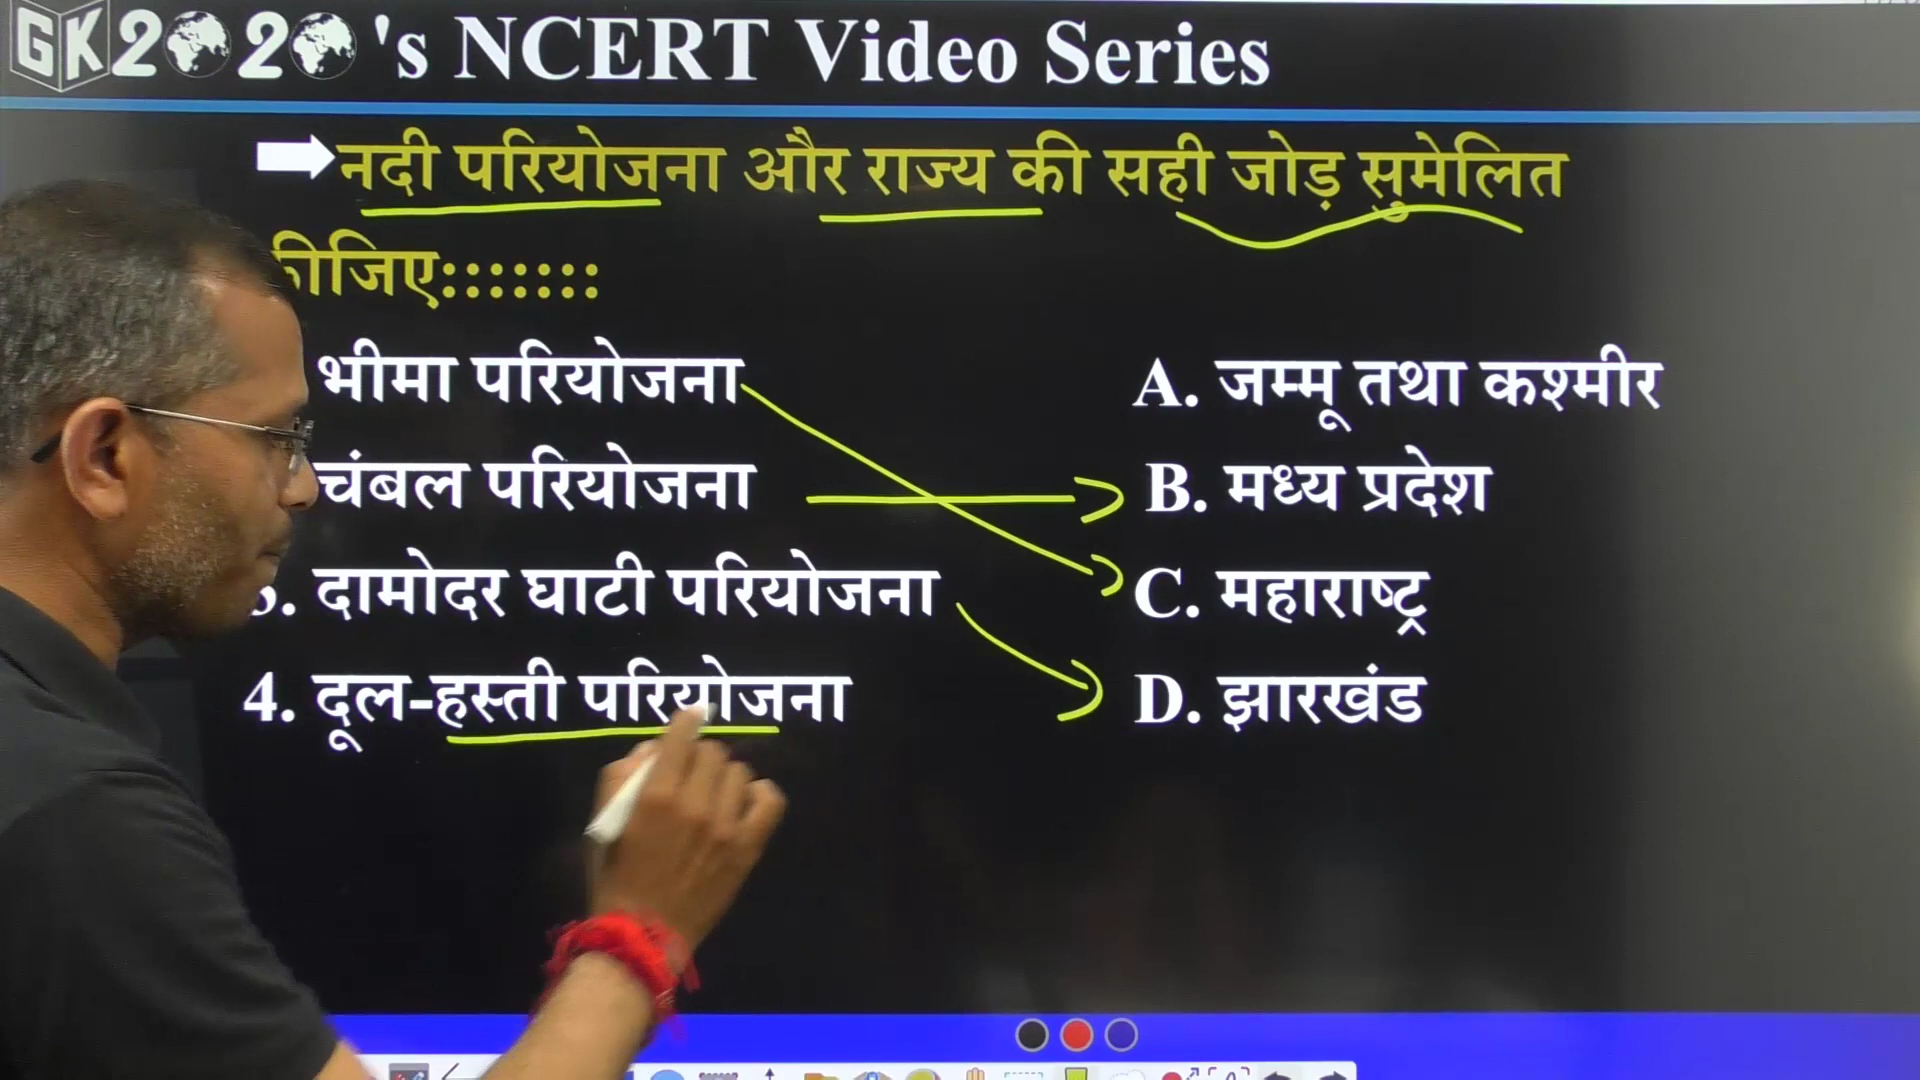 GK2020's NCERT Video Series
नदी परियोजना और राज्य की सही जोड़ सुमेलित
कीजिए:::::::
भीमा परियोजना
A. जम्मू तथा कश्मीर
चंबल परियोजना
B. मध्य प्रदेश
3. दामोदर घाटी परियोजना
C. महाराष्ट्र
4. दूल-हस्ती परियोजना
D. झारखंड